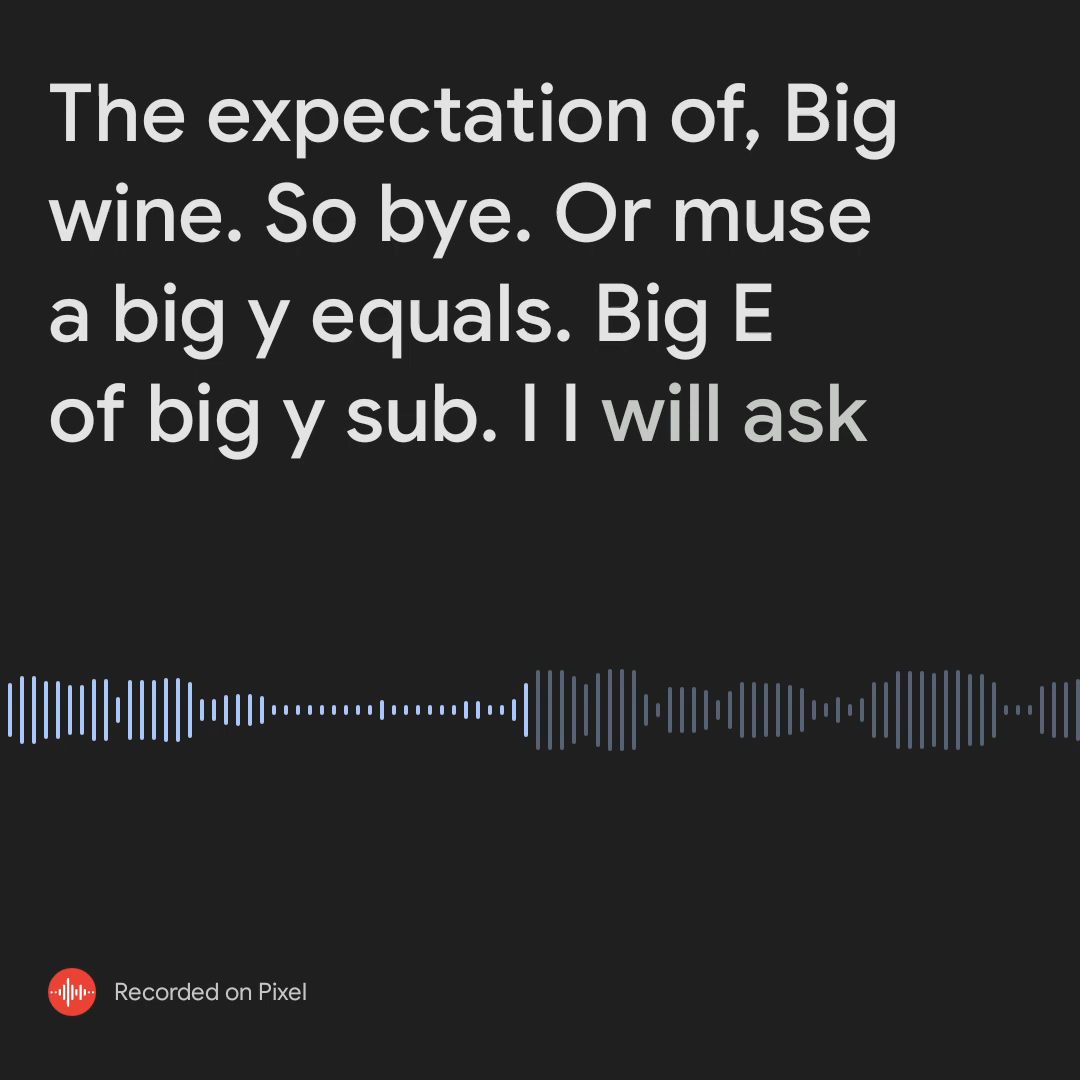 The expectation of, Big
wine. So bye. Or muse
a big y equals. Big E
of big y sub. I I will ask
Recorded on Pixel